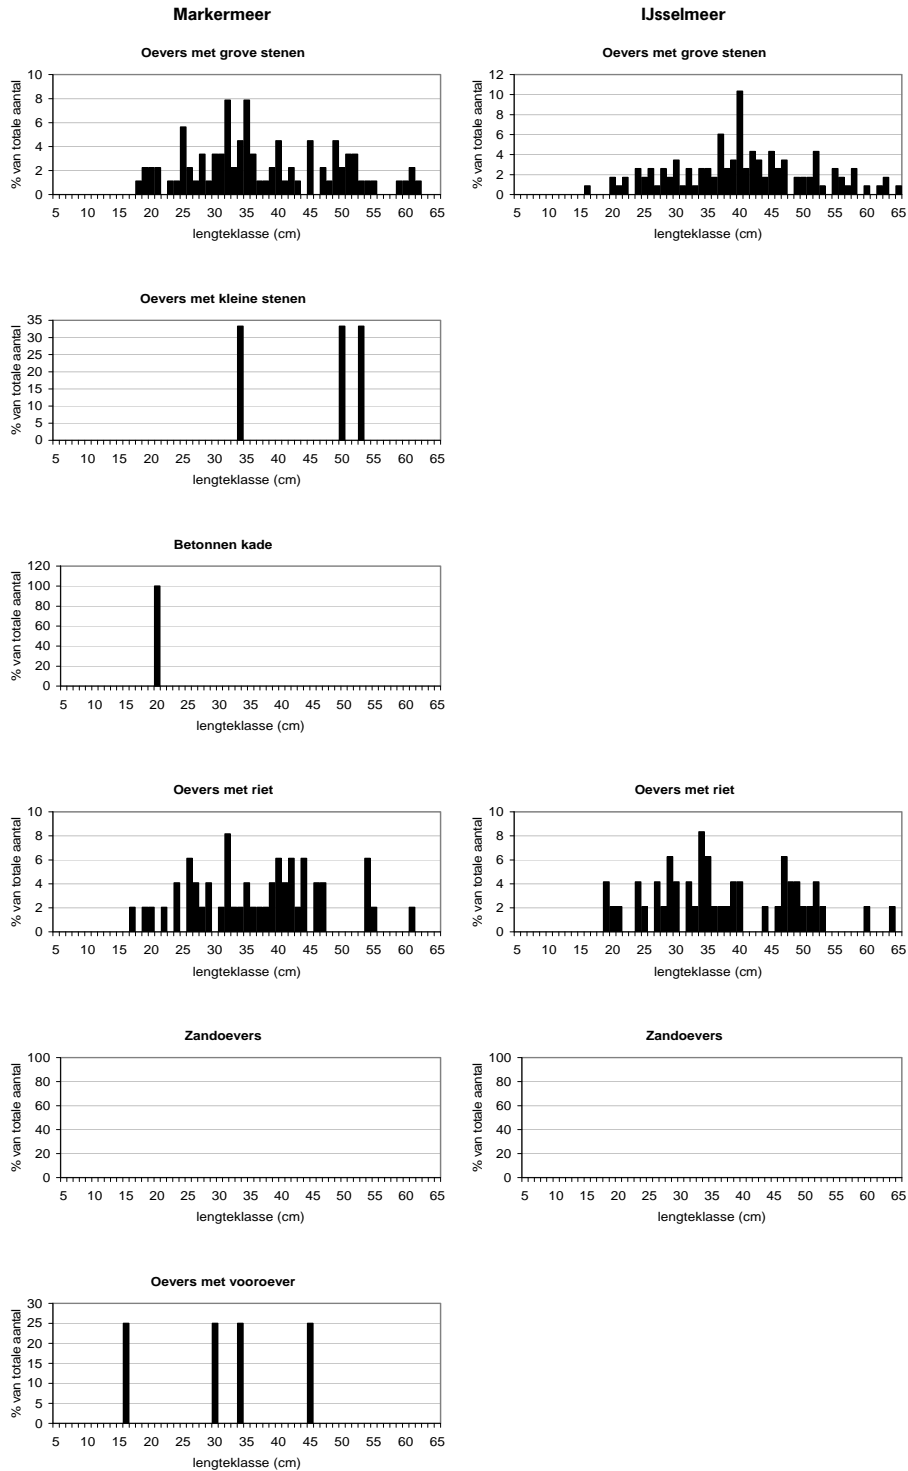 Markermeer
IJsselmeer
Oevers met grove stenen
% van totale aantal
10
8
6
4
2
0
5 10 15 20 25 30 35 40 45 50 55 60 65
lengteklasse (cm)
Oevers met grove stenen
% van totale aantal
12
10
8
6
4
2
0
5 10 15 20 25 30 35 40 45 50 55 60 65
lengteklasse (cm)
Oevers met kleine stenen
% van totale aantal
35
30
25
20
15
10
5
0
5 10 15 20 25 30 35 40 45 50 55 60 65
lengteklasse (cm)
Betonnen kade
% van totale aantal
120
100
80
60
40
20
0
5 10 15 20 25 30 35 40 45 50 55 60 65
lengteklasse (cm)
Oevers met riet
% van totale aantal
10
8
6
4
2
0
5 10 15 20 25 30 35 40 45 50 55 60 65
lengteklasse (cm)
Oevers met riet
% van totale aantal
10
8
6
4
2
0
5 10 15 20 25 30 35 40 45 50 55 60 65
lengteklasse (cm)
Zandoevers
% van totale aantal
100
80
60
40
20
0
5 10 15 20 25 30 35 40 45 50 55 60 65
lengteklasse (cm)
Zandoevers
% van totale aantal
100
80
60
40
20
0
5 10 15 20 25 30 35 40 45 50 55 60 65
lengteklasse (cm)
Oevers met vooroever
% van totale aantal
30
25
20
15
10
5
0
5 10 15 20 25 30 35 40 45 50 55 60 65
lengteklasse (cm)